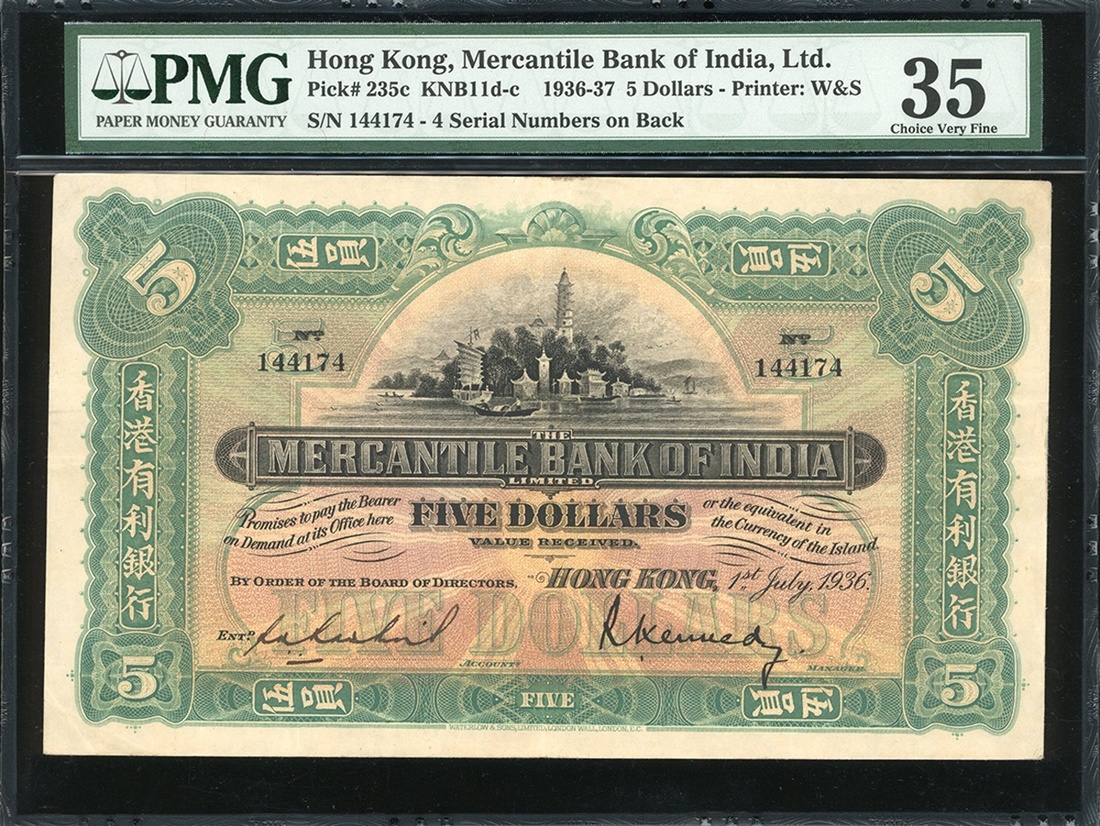 PMG
PAPER MONEY GUARANTY
Hong Kong, Mercantile Bank of India, Ltd.
Pick# 235c KNB11d-c 1936-37 5 Dollars - Printer: W&S
S/N 144174 - 4 Serial Numbers on Back
35
Choice Very Fine
5
伍員
伍員
5
No.
144174
No.
144174
香港有利銀行
香港有利銀行
THE
MERCANTILE BANK OF INDIA
LIMITED
Promises to pay the Bearer
on Demand at its Office here
FIVE DOLLARS
VALUE RECEIVED.
or the equivalent in
the Currency of the Island.
BY ORDER OF THE BOARD OF DIRECTORS,
HONG KONG, 1st July, 1936.
FIVE DOLLARS
ENTD.
RKennedy.
ACCOUNTT
MANAGER
5
伍員
FIVE
伍員
5
WATERLOW & SONS, LIMITED, LONDON WALL, LONDON, E.C.